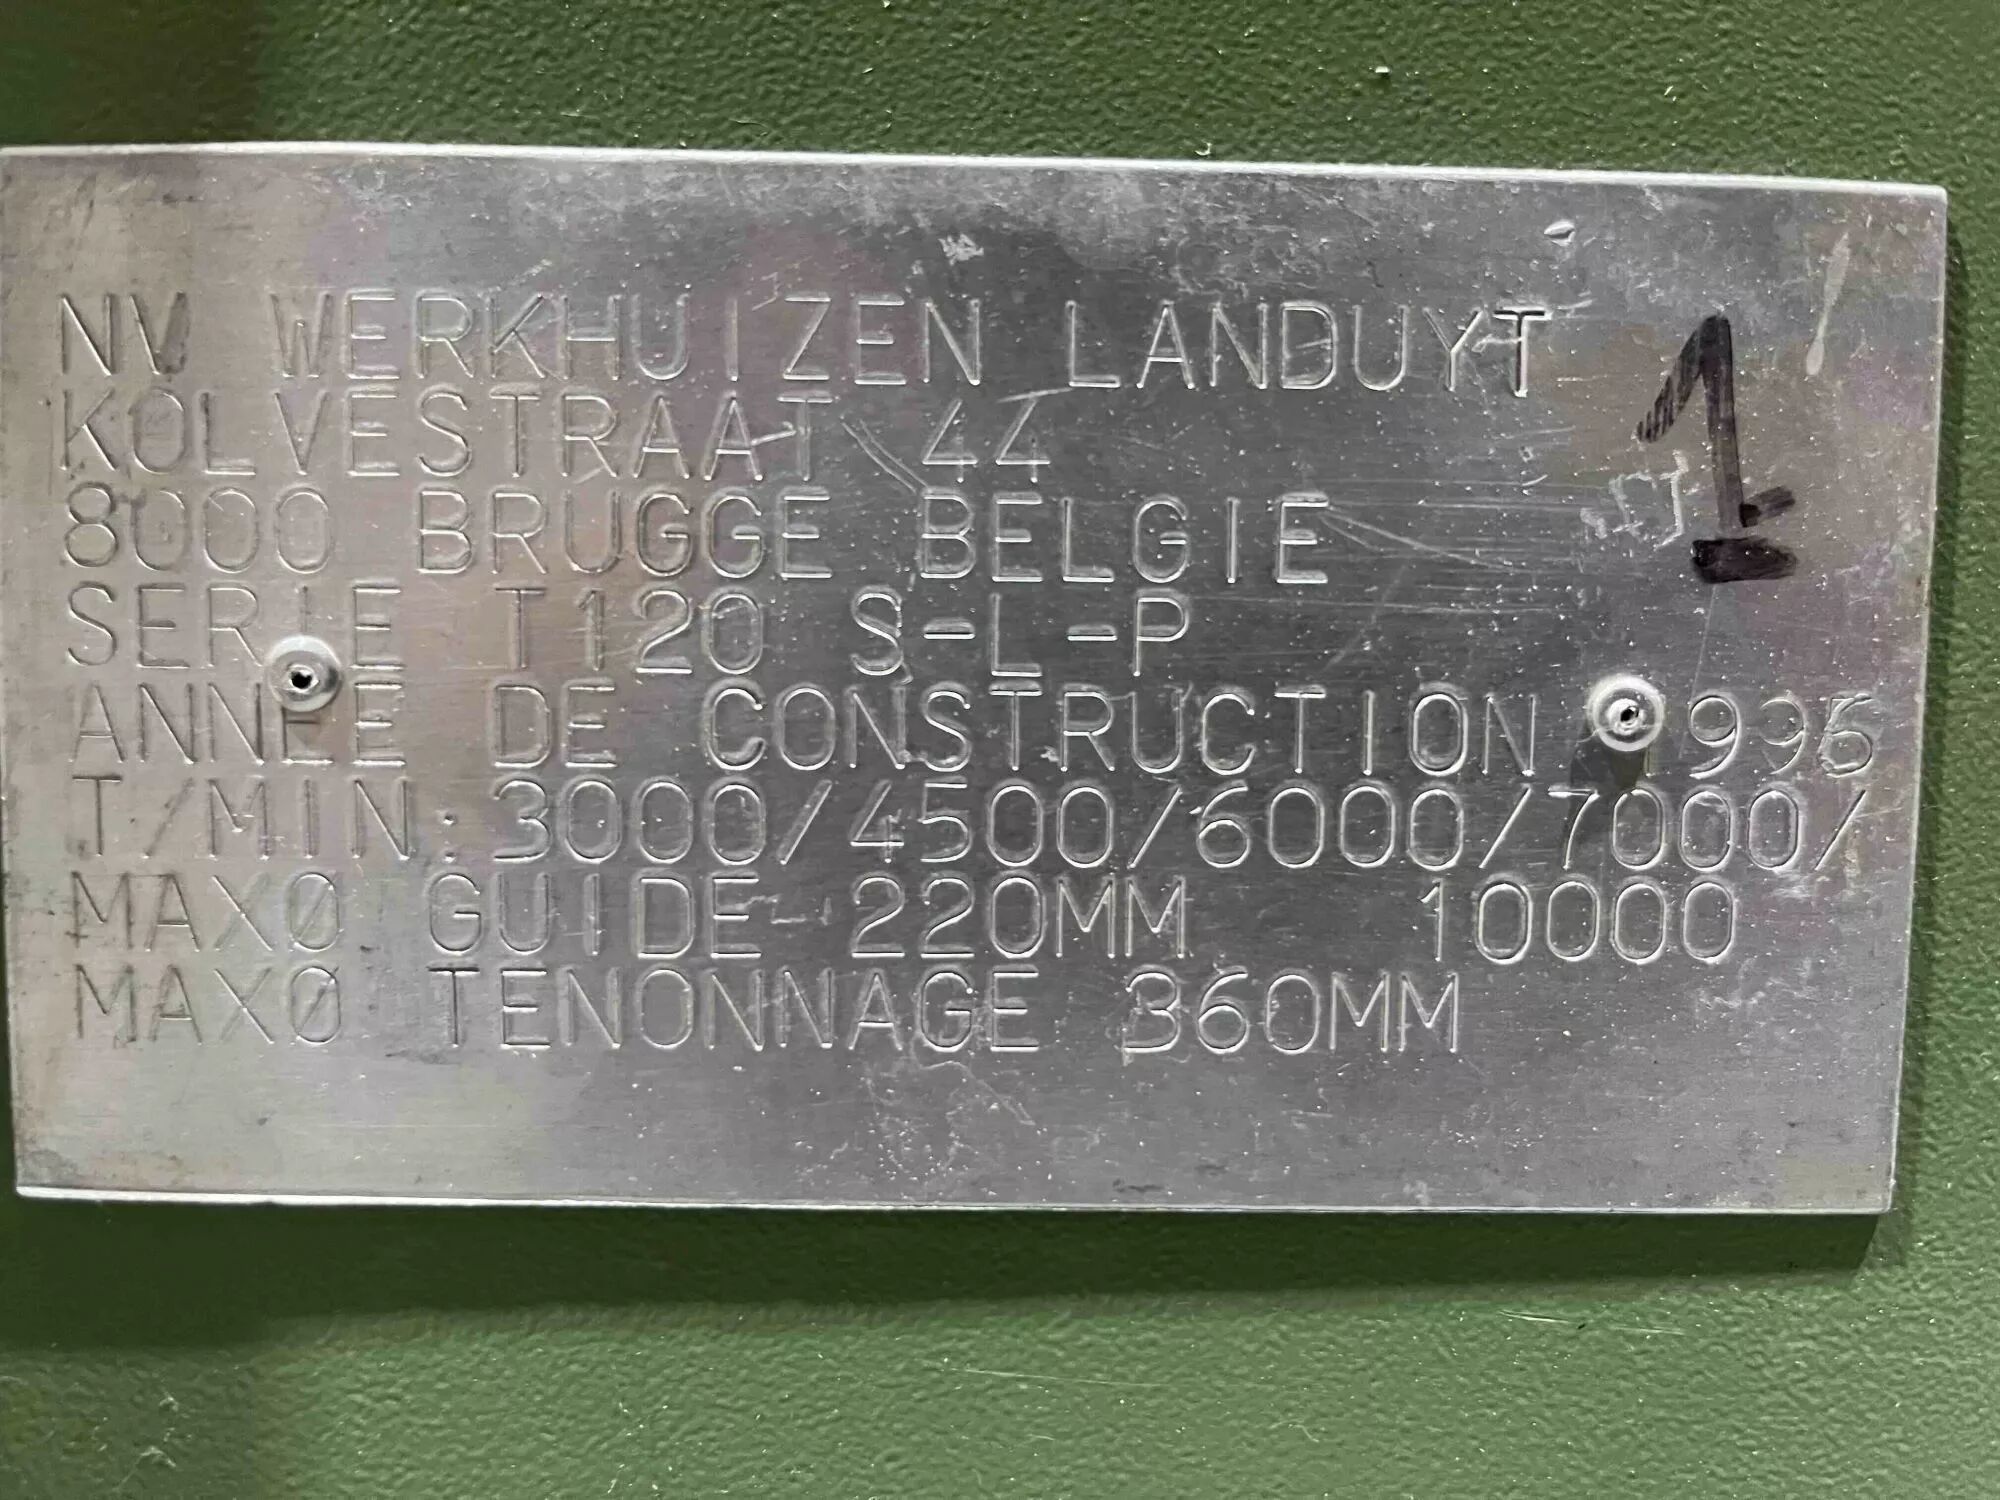 NV WERKHUIZEN LANDUYT
KOLVESTRAAT 44
8000 BRUGGE BELGIE
SERIE T120 S-L-P
ANNEE DE CONSTRUCTION
T/MIN:3000/4500/6000/7000/
MAXØ GUIDE 220MM 10000
MAXØ TENONNAGE 360MM
1